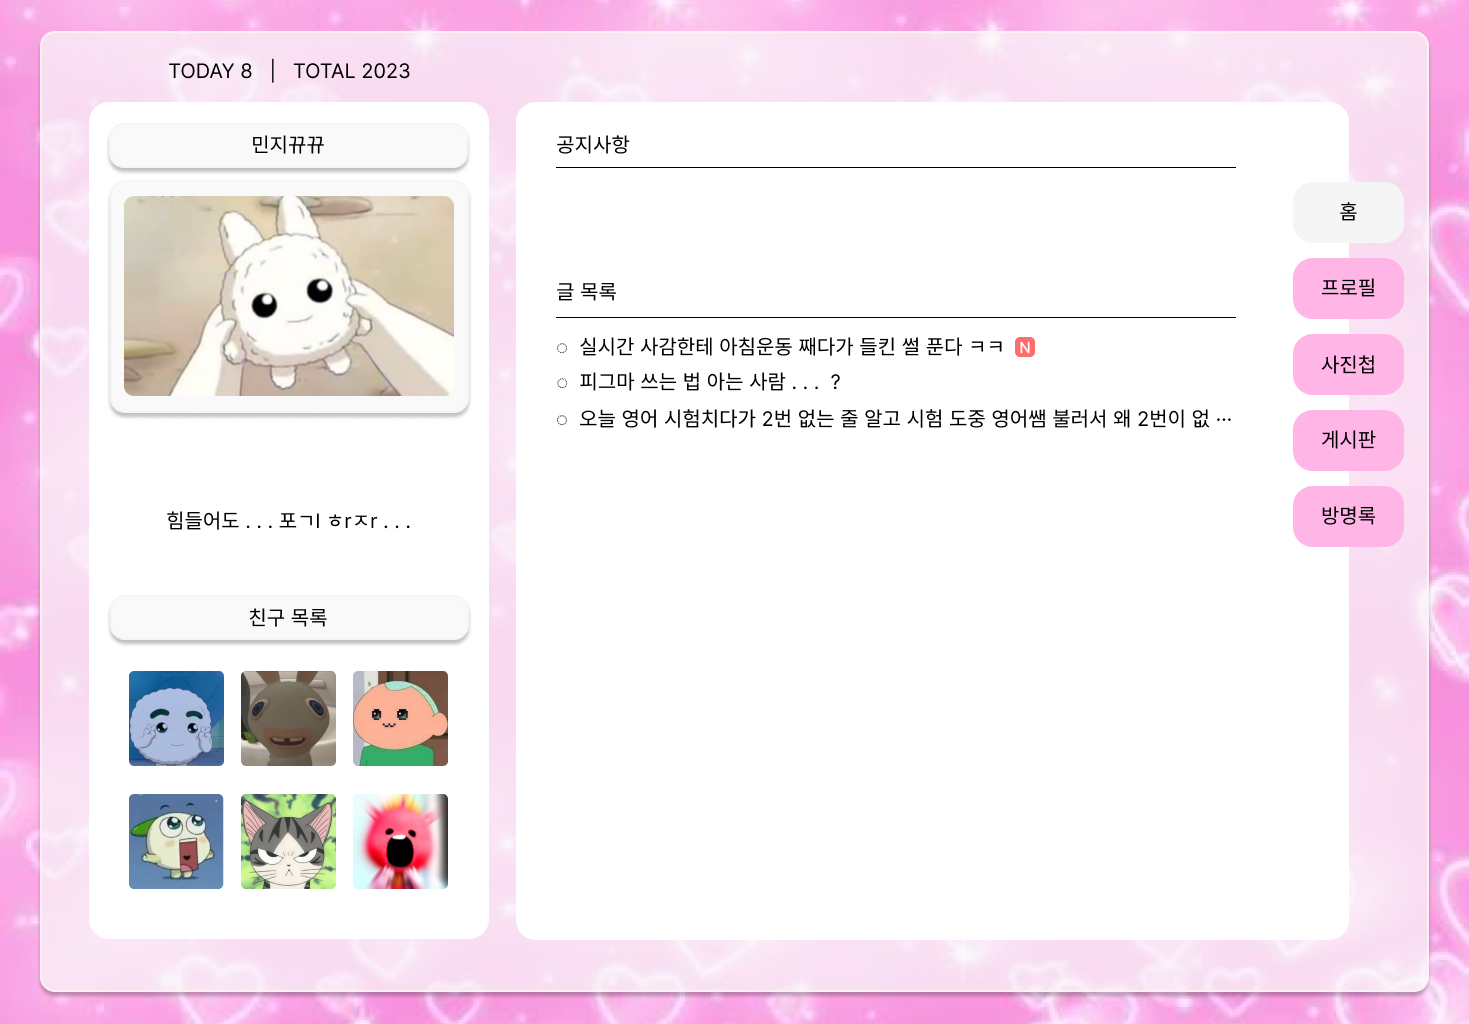 TODAY 8 | TOTAL 2023
민지뀨뀨
힘들어도 . . . 포ㄱl ㅎrㅈr . . .
친구 목록
공지사항
글 목록
◌ 실시간 사감한테 아침운동 째다가 들킨 썰 푼다 ㅋㅋ N
◌ 피그마 쓰는 법 아는 사람 . . . ?
◌ 오늘 영어 시험치다가 2번 없는 줄 알고 시험 도중 영어쌤 불러서 왜 2번이 없 ···
홈
프로필
사진첩
게시판
방명록